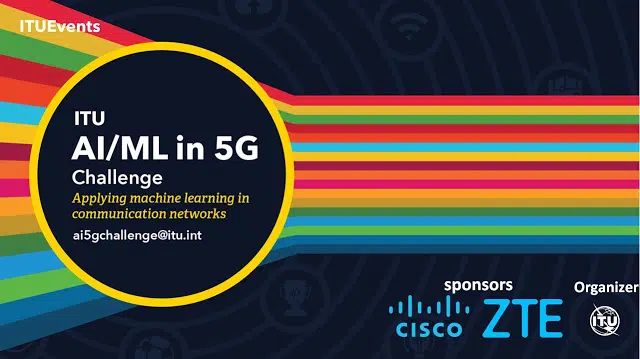 ITUEvents
ITU
AI/ML in 5G
Challenge
Applying machine learning in
communication networks
ai5gchallenge@itu.int
sponsors
Organizer
CISCO
ZTE
ITU